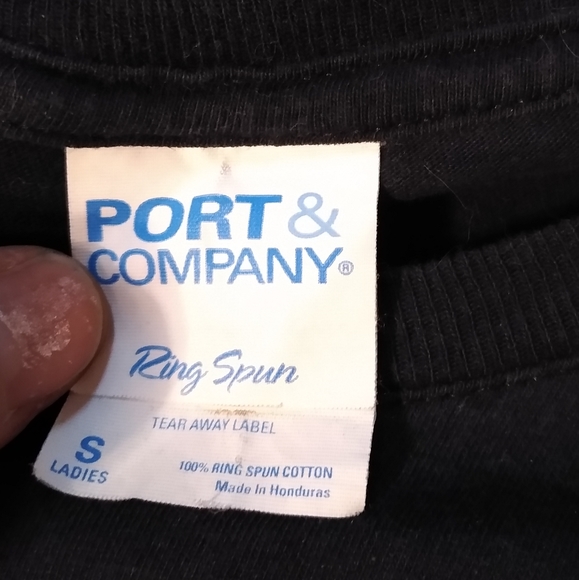 PORT &
COMPANY®
Ring Spun
TEAR AWAY LABEL
S
LADIES
100% RING SPUN COTTON
Made In Honduras